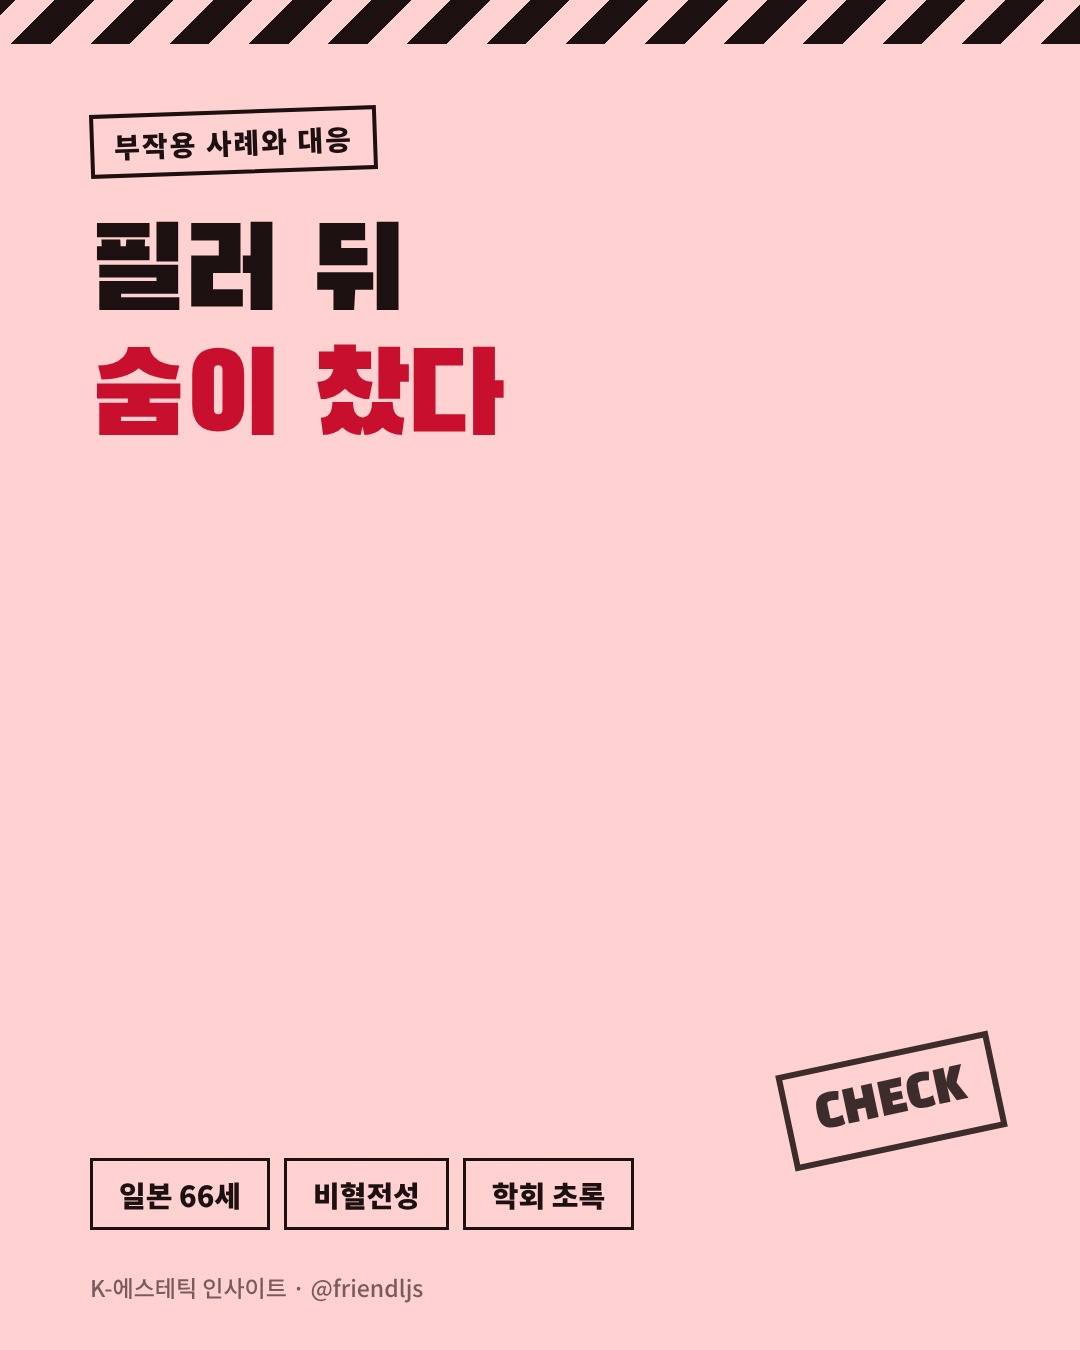 부작용 사례와 대응
필러 뒤
숨이 찼다
CHECK
일본 66세
비혈전성
학회 초록
K-에스테틱 인사이트 · @friendljs